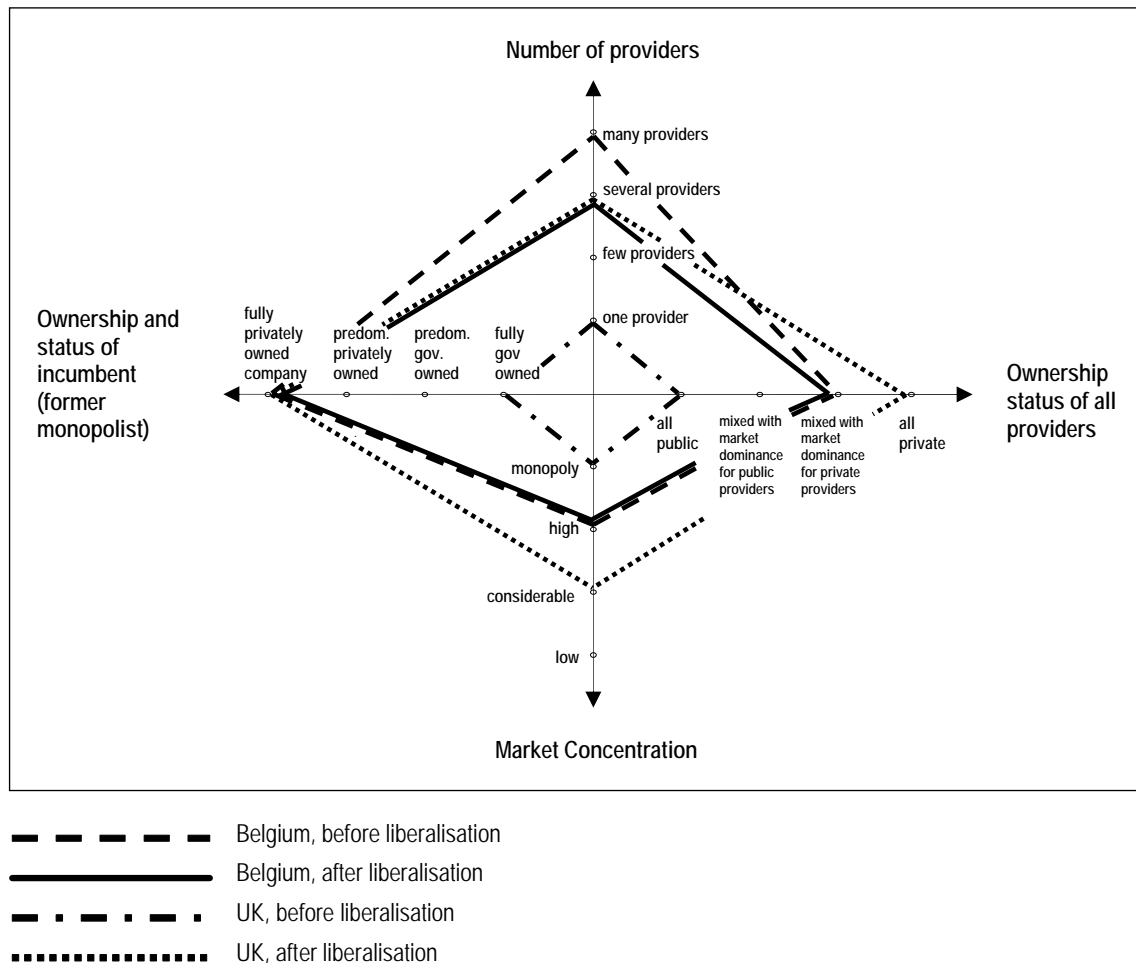 Number of providers
many providers
several providers
few providers
one provider
Ownership and
status of
incumbent
(former
monopolist)
fully
privately
owned
company
predom.
privately
owned
predom.
gov.
owned
fully
gov
owned
all
public
mixed with
market
dominance
for public
providers
mixed with
market
dominance
for private
providers
all
private
Ownership
status of all
providers
monopoly
high
considerable
low
Market Concentration
Belgium, before liberalisation
Belgium, after liberalisation
UK, before liberalisation
UK, after liberalisation